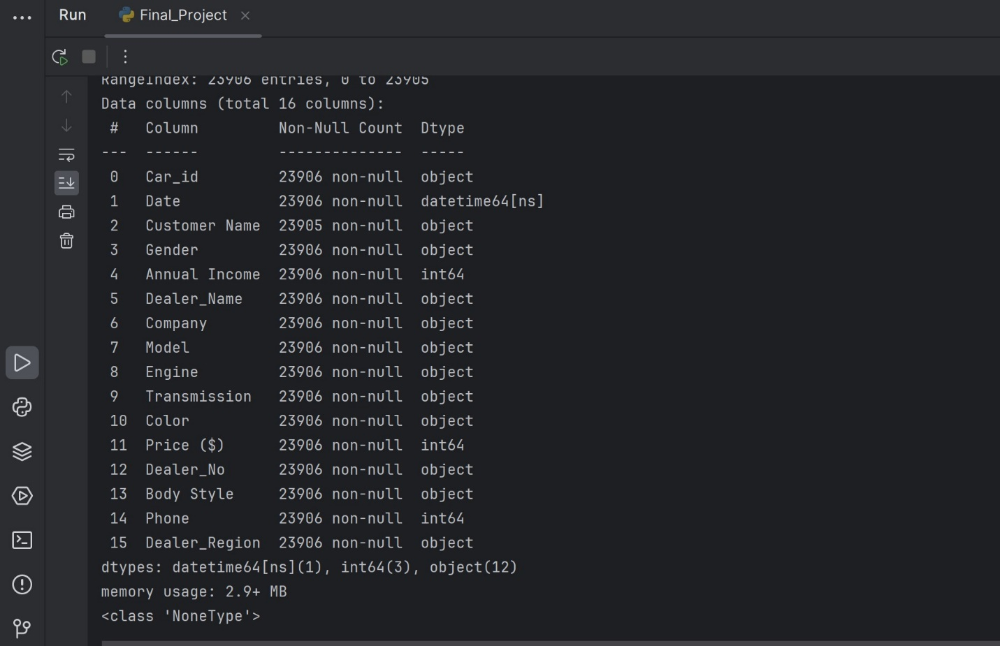 Run Final_Project
RangeIndex: 23906 entries, 0 to 23905
Data columns (total 16 columns):
 #   Column         Non-Null Count  Dtype
---  ------         --------------  -----
 0   Car_id         23906 non-null  object
 1   Date           23906 non-null  datetime64[ns]
 2   Customer Name  23905 non-null  object
 3   Gender         23906 non-null  object
 4   Annual Income  23906 non-null  int64
 5   Dealer_Name    23906 non-null  object
 6   Company        23906 non-null  object
 7   Model          23906 non-null  object
 8   Engine         23906 non-null  object
 9   Transmission   23906 non-null  object
 10  Color          23906 non-null  object
 11  Price ($)      23906 non-null  int64
 12  Dealer_No      23906 non-null  object
 13  Body Style     23906 non-null  object
 14  Phone          23906 non-null  int64
 15  Dealer_Region  23906 non-null  object
dtypes: datetime64[ns](1), int64(3), object(12)
memory usage: 2.9+ MB
<class 'NoneType'>